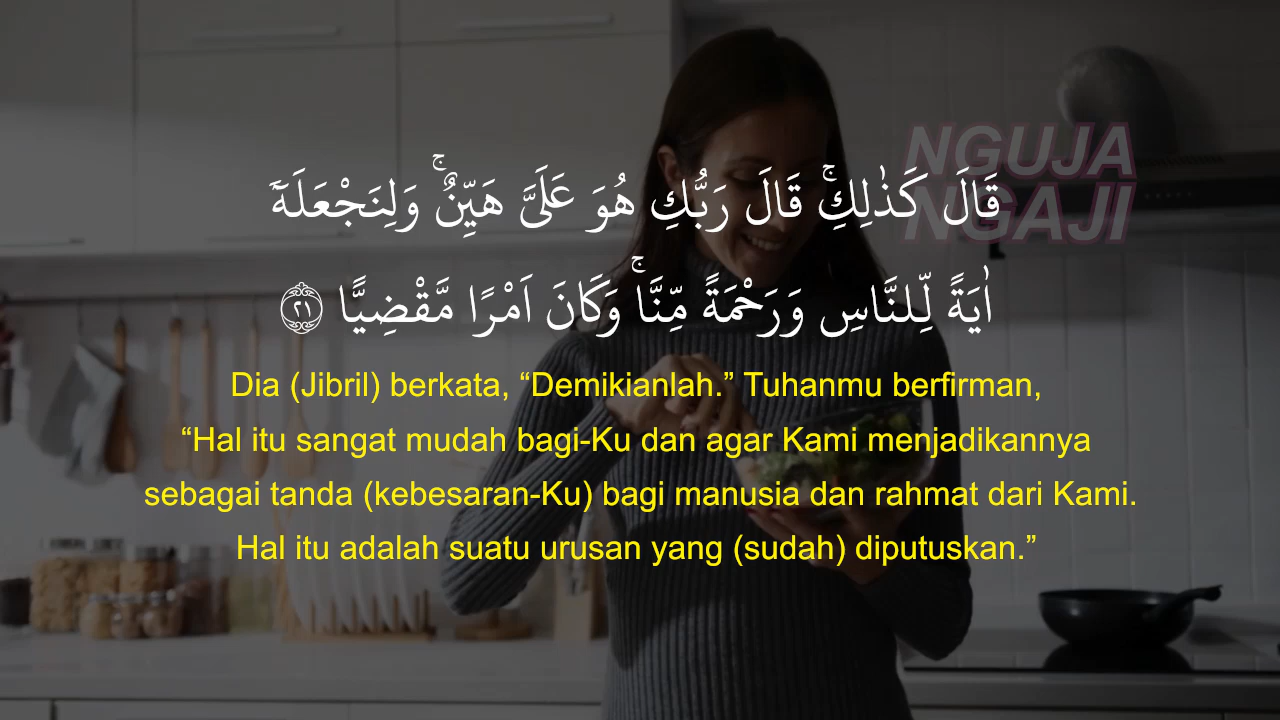 NGUJA
NGAJI
قَالَ كَذٰلِكِۚ قَالَ رَبُّكِ هُوَ عَلَيَّ هَيِّنٌۚ وَلِنَجْعَلَهٗٓ
اٰيَةً لِّلنَّاسِ وَرَحْمَةً مِّنَّاۚ وَكَانَ اَمْرًا مَّقْضِيًّا ۝٢١
Dia (Jibril) berkata, “Demikianlah.” Tuhanmu berfirman,
“Hal itu sangat mudah bagi-Ku dan agar Kami menjadikannya
sebagai tanda (kebesaran-Ku) bagi manusia dan rahmat dari Kami.
Hal itu adalah suatu urusan yang (sudah) diputuskan.”